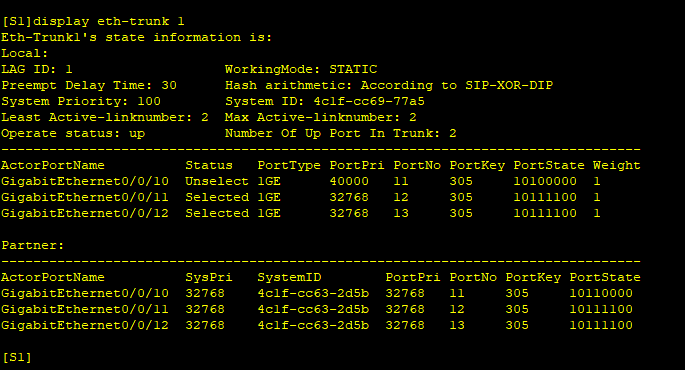 [S1]display eth-trunk 1
Eth-Trunk1's state information is:
Local:
LAG ID: 1                   WorkingMode: STATIC
Preempt Delay Time: 30      Hash arithmetic: According to SIP-XOR-DIP
System Priority: 100        System ID: 4c1f-cc69-77a5
Least Active-linknumber: 2  Max Active-linknumber: 2
Operate status: up          Number Of Up Port In Trunk: 2
--------------------------------------------------------------------------------
ActorPortName          Status   PortType PortPri PortNo PortKey PortState Weight
GigabitEthernet0/0/10  Unselect 1GE      40000   11     305     10100000  1
GigabitEthernet0/0/11  Selected 1GE      32768   12     305     10111100  1
GigabitEthernet0/0/12  Selected 1GE      32768   13     305     10111100  1

Partner:
--------------------------------------------------------------------------------
ActorPortName          SysPri   SystemID        PortPri PortNo PortKey PortState
GigabitEthernet0/0/10  32768    4c1f-cc63-2d5b  32768   11     305     10110000
GigabitEthernet0/0/11  32768    4c1f-cc63-2d5b  32768   12     305     10111100
GigabitEthernet0/0/12  32768    4c1f-cc63-2d5b  32768   13     305     10111100

[S1]